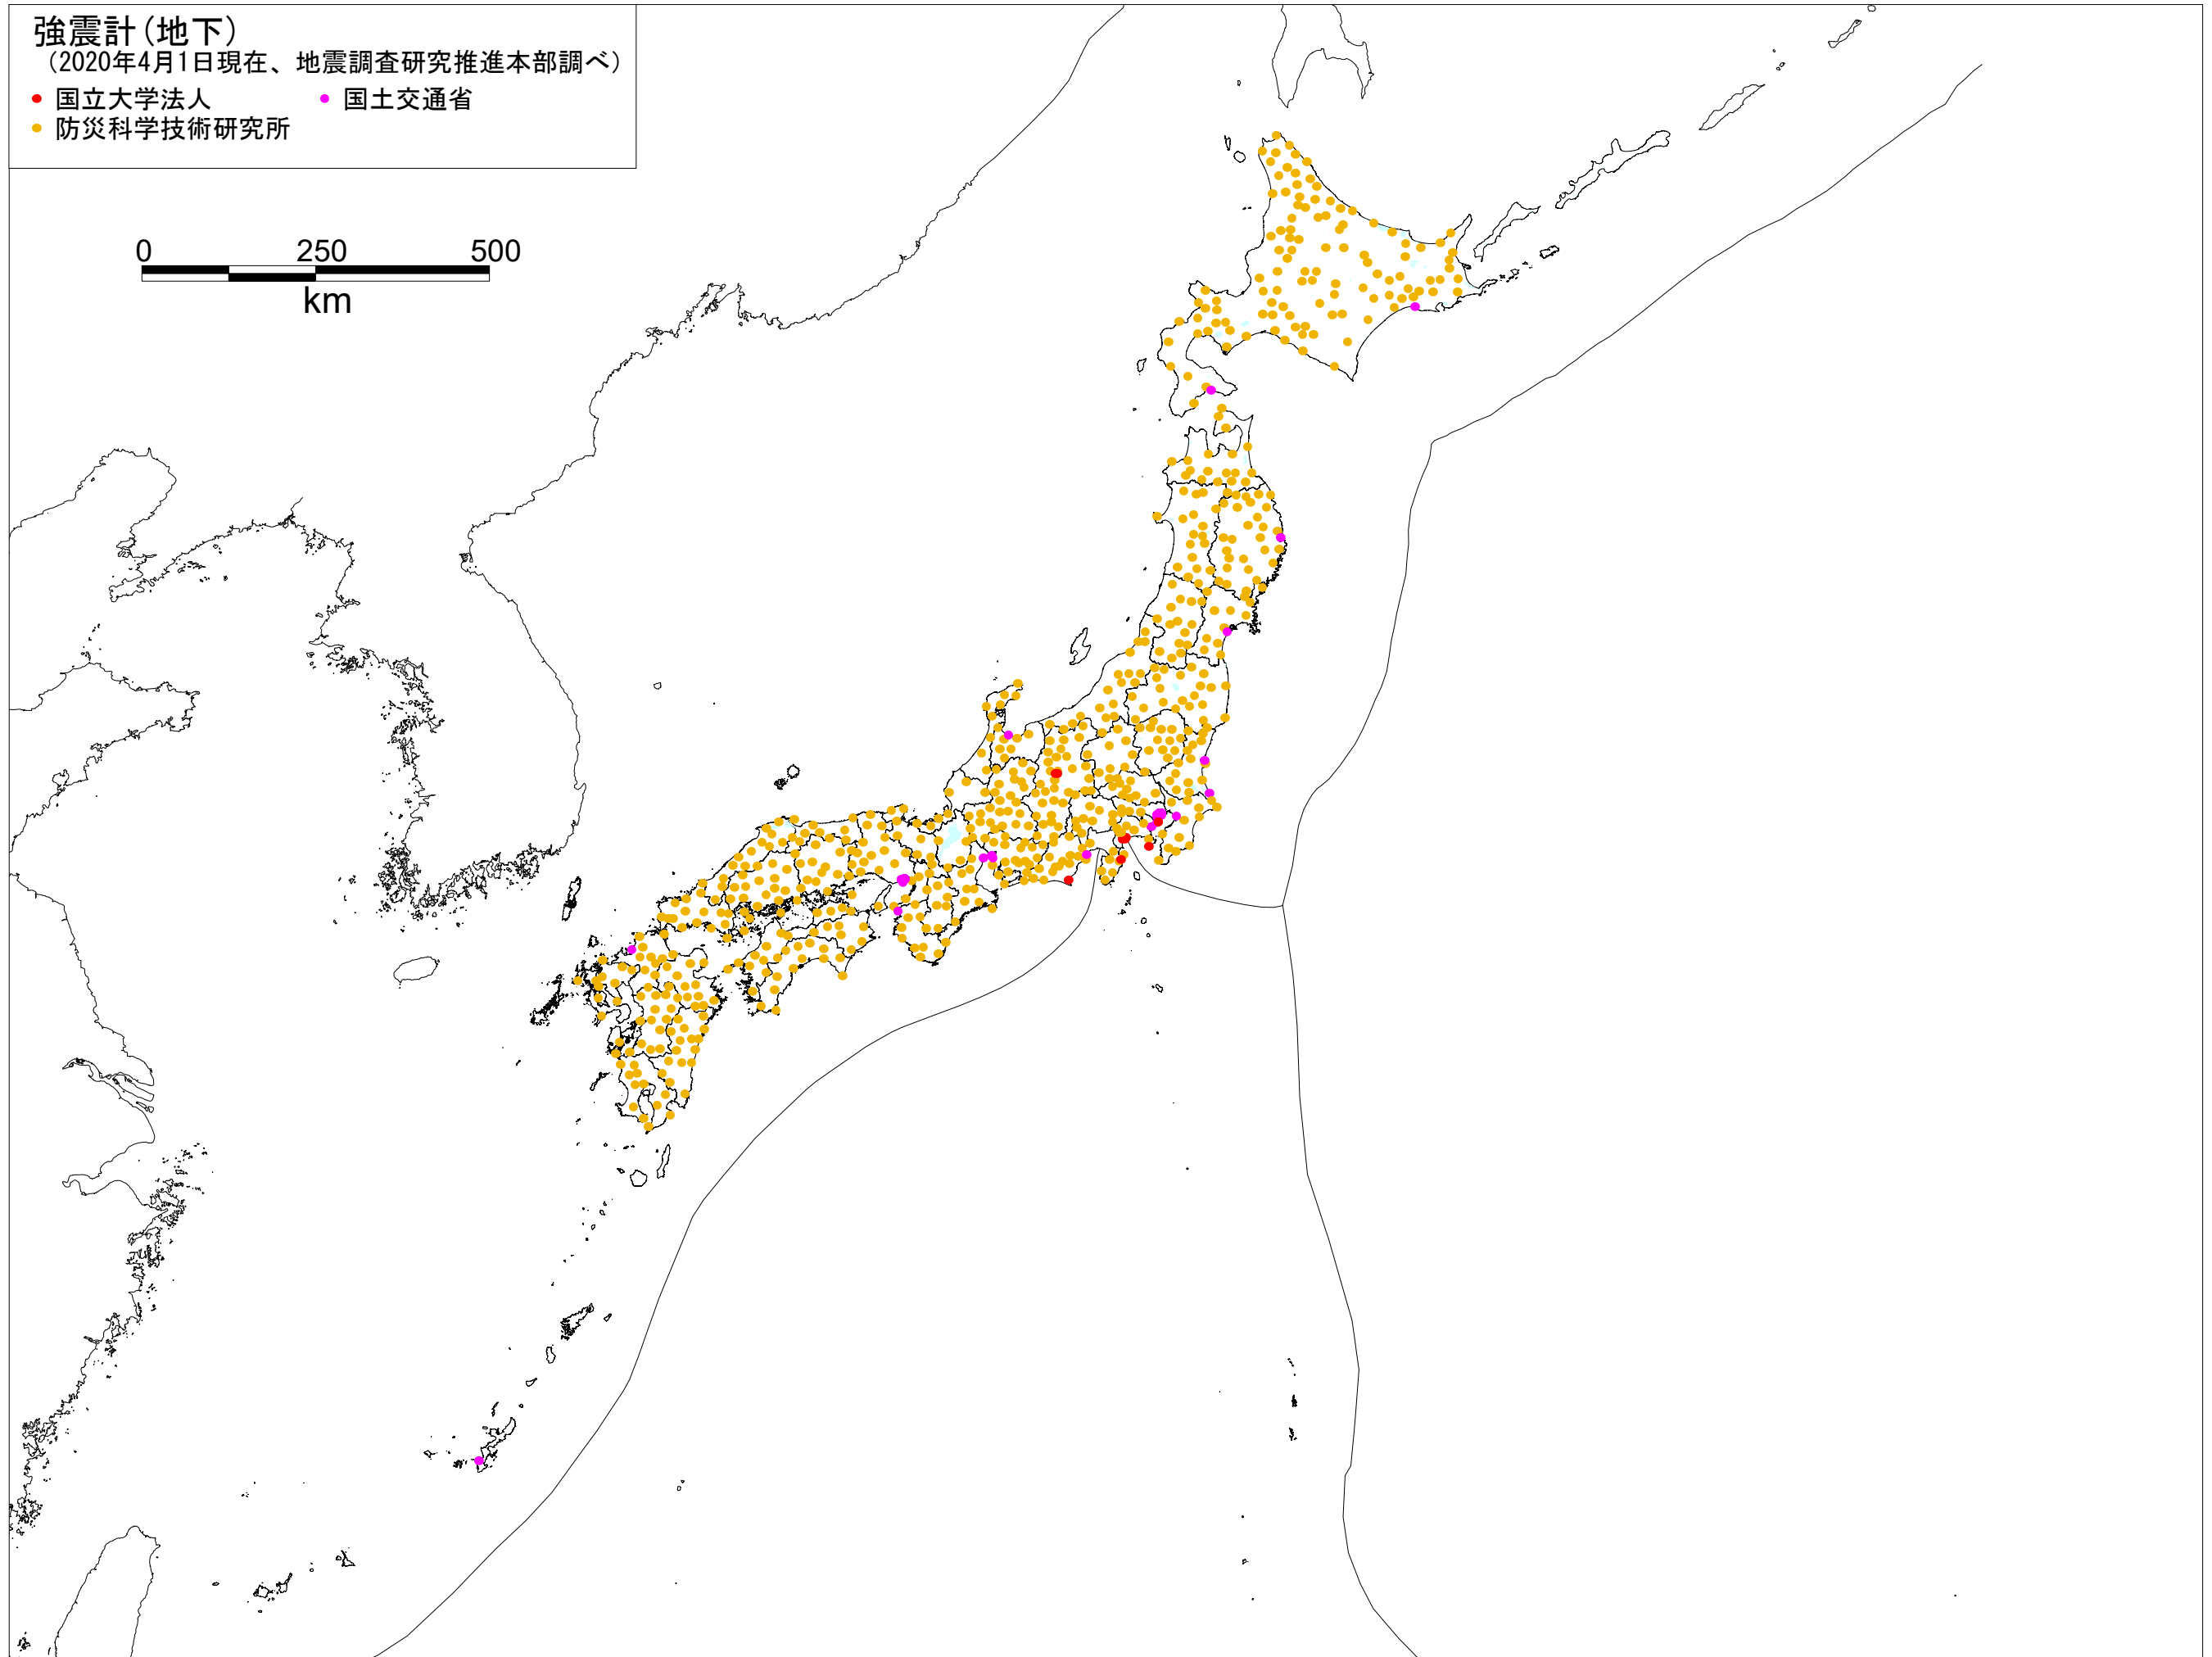 強震計(地下)
（2020年4月1日現在、地震調査研究推進本部調べ）
国立大学法人 国土交通省
防災科学技術研究所
0 250 500
km